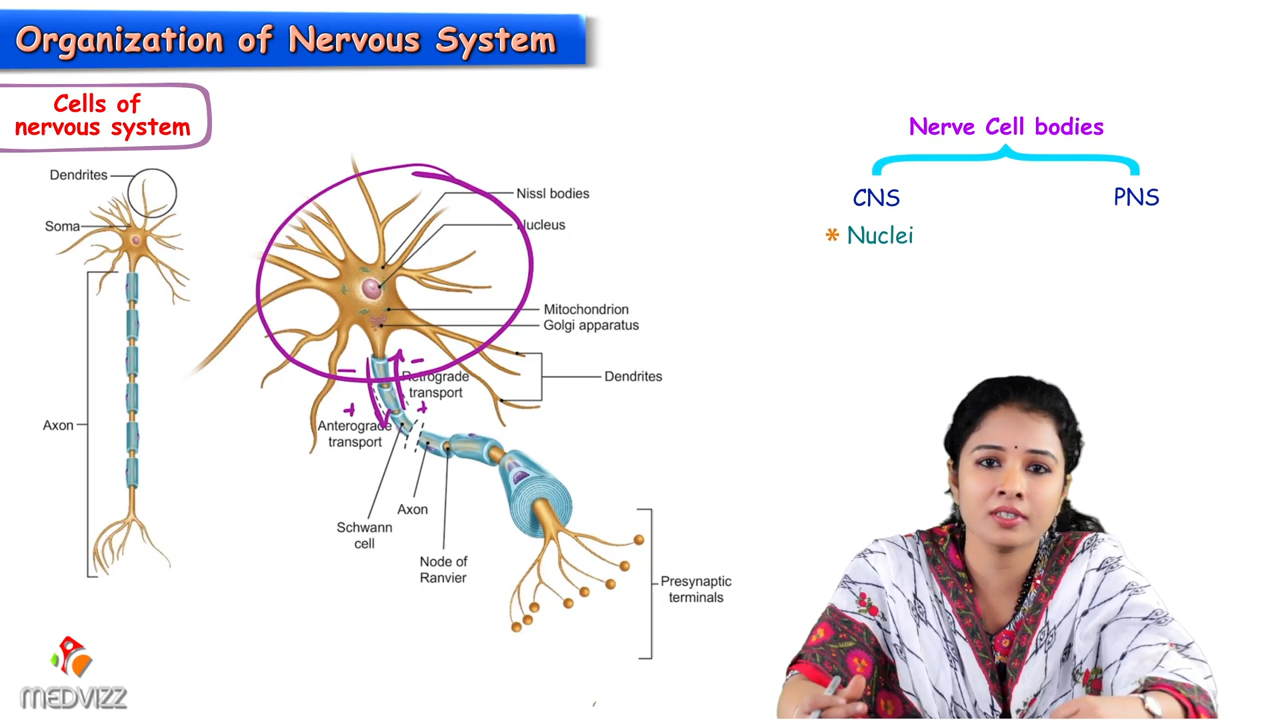 Organization of Nervous System
Cells of
nervous system
Nerve Cell bodies
CNS
PNS
* Nuclei
Dendrites
Soma
Axon
Nissl bodies
Nucleus
Mitochondrion
Golgi apparatus
Dendrites
Retrograde
transport
- -
+ +
Anterograde
transport
Axon
Schwann
cell
Node of
Ranvier
Presynaptic
terminals
MEDVIZZ